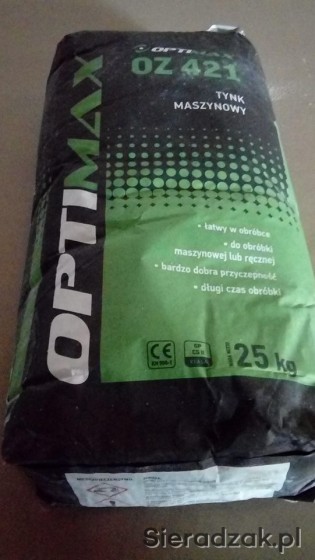 OPTIMAX
OZ 421
TYNK
MASZYNOWY
OPTIMAX
• łatwy w obróbce
• do obróbki
maszynowej lub ręcznej
• bardzo dobra przyczepność
• długi czas obróbki
CE
25 kg
Sieradzak.pl